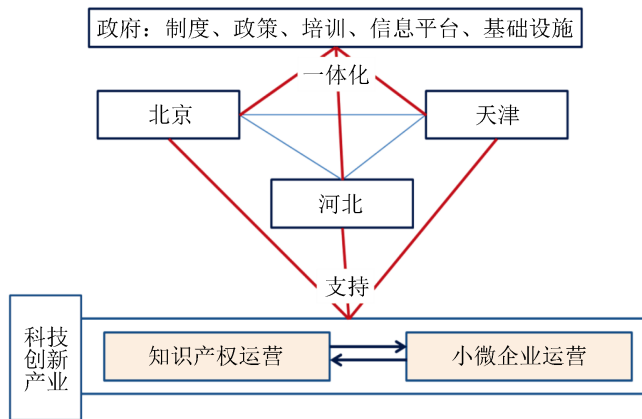 政府：制度、政策、培训、信息平台、基础设施
一体化
北京
天津
河北
支持
科技
创新
产业
知识产权运营
小微企业运营